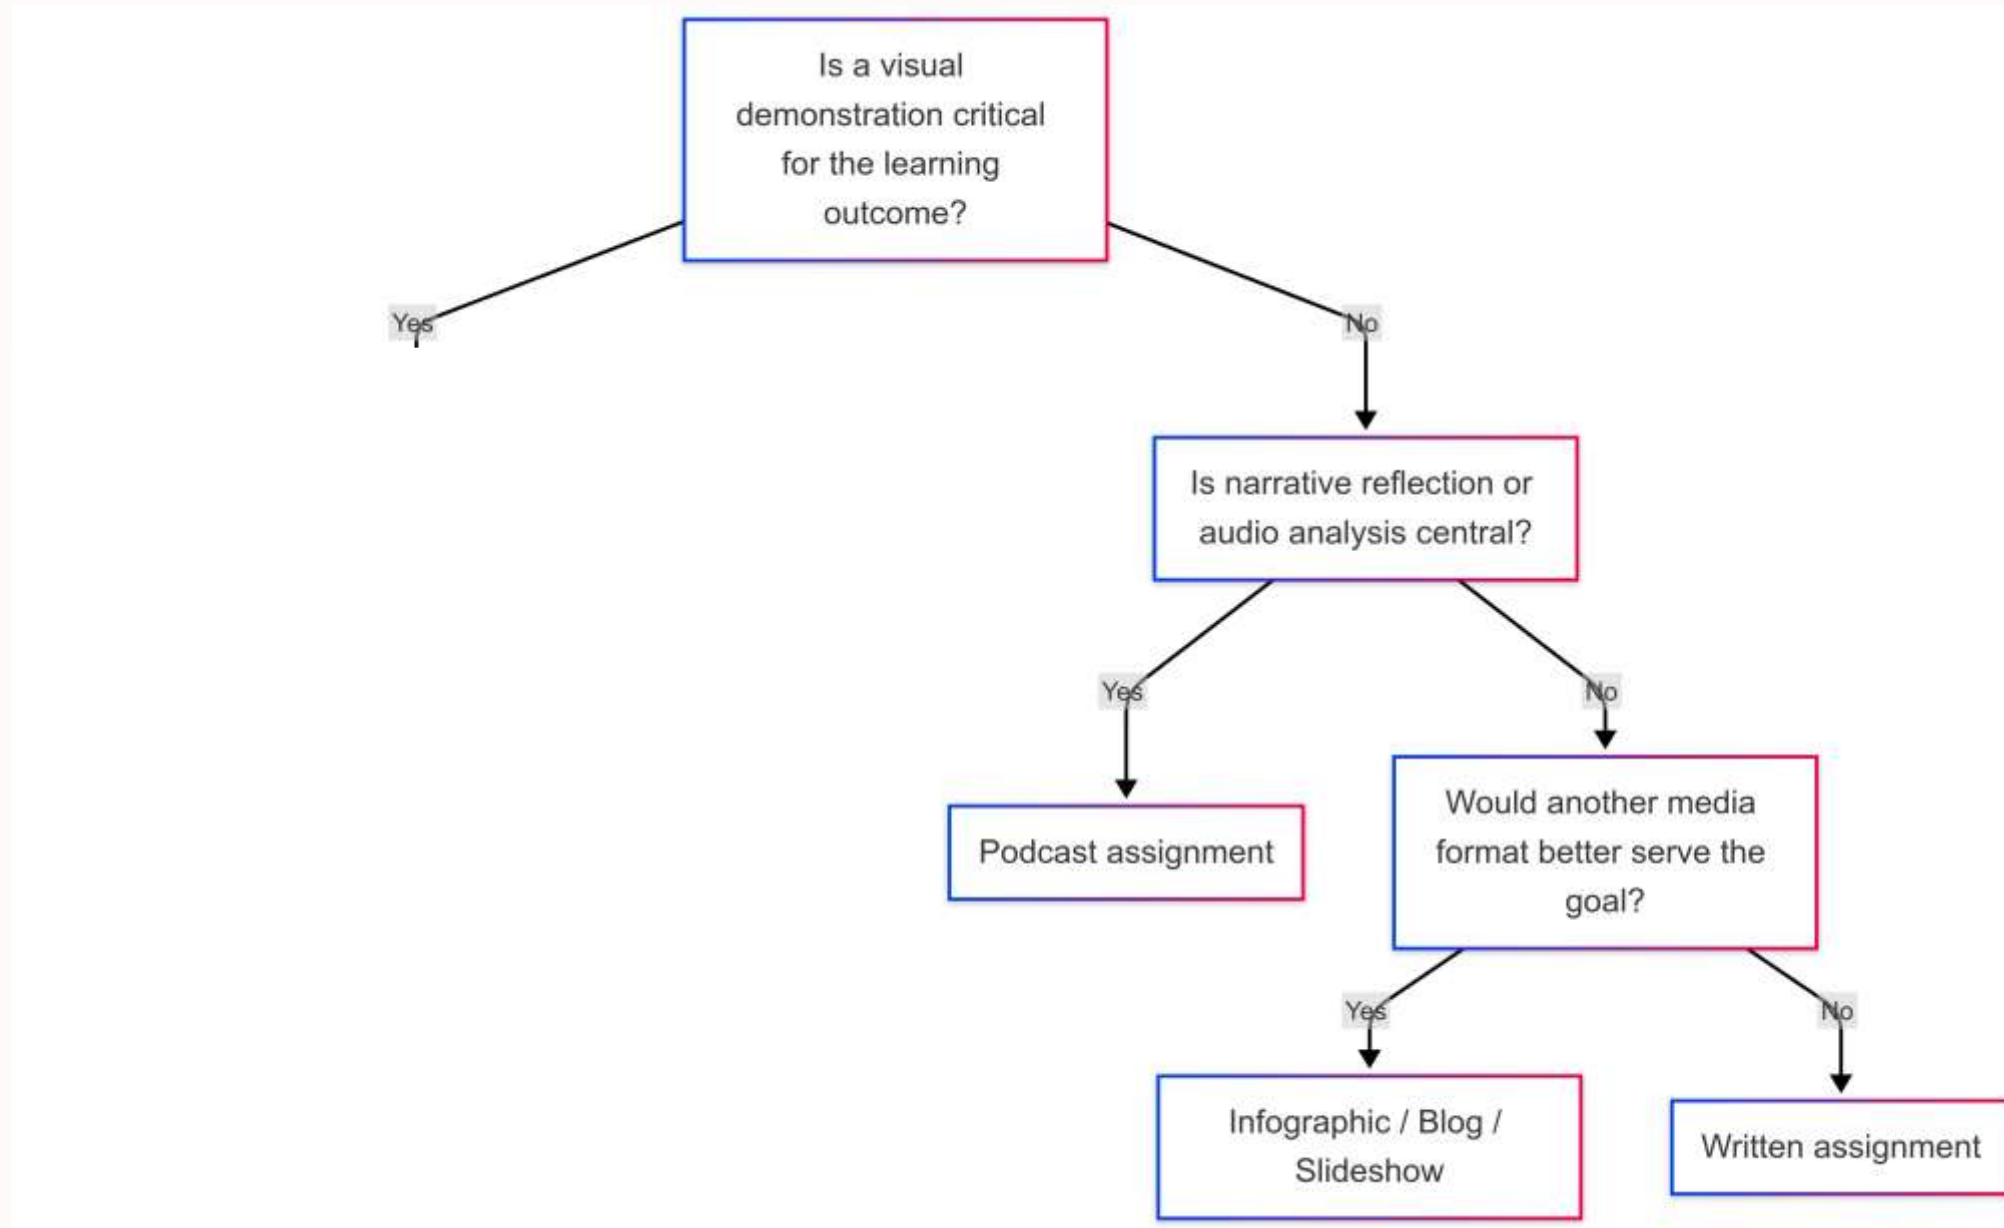 Is a visual
demonstration critical
for the learning
outcome?
Yes
No
Is narrative reflection or
audio analysis central?
Yes
No
Podcast assignment
Would another media
format better serve the
goal?
Yes
No
Infographic / Blog /
Slideshow
Written assignment